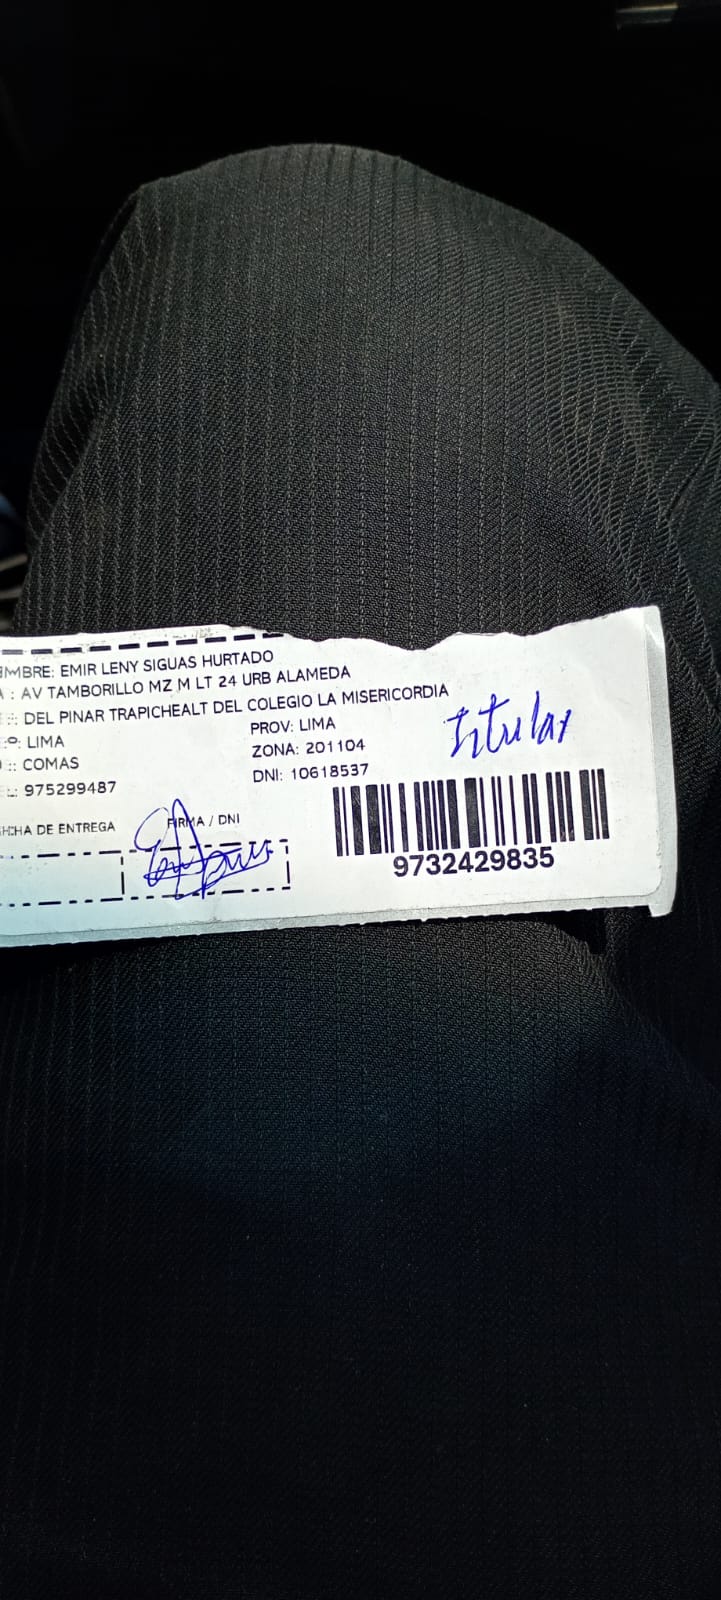 MBRE: EMIR LENY SIGUAS HURTADO
A : AV TAMBORILLO MZ M LT 24 URB ALAMEDA
:: DEL PINAR TRAPICHEALT DEL COLEGIO LA MISERICORDIA
: LIMA PROV: LIMA
:: COMAS ZONA: 201104
: 975299487 DNI: 10618537
titular
CHA DE ENTREGA FIRMA / DNI
9732429835